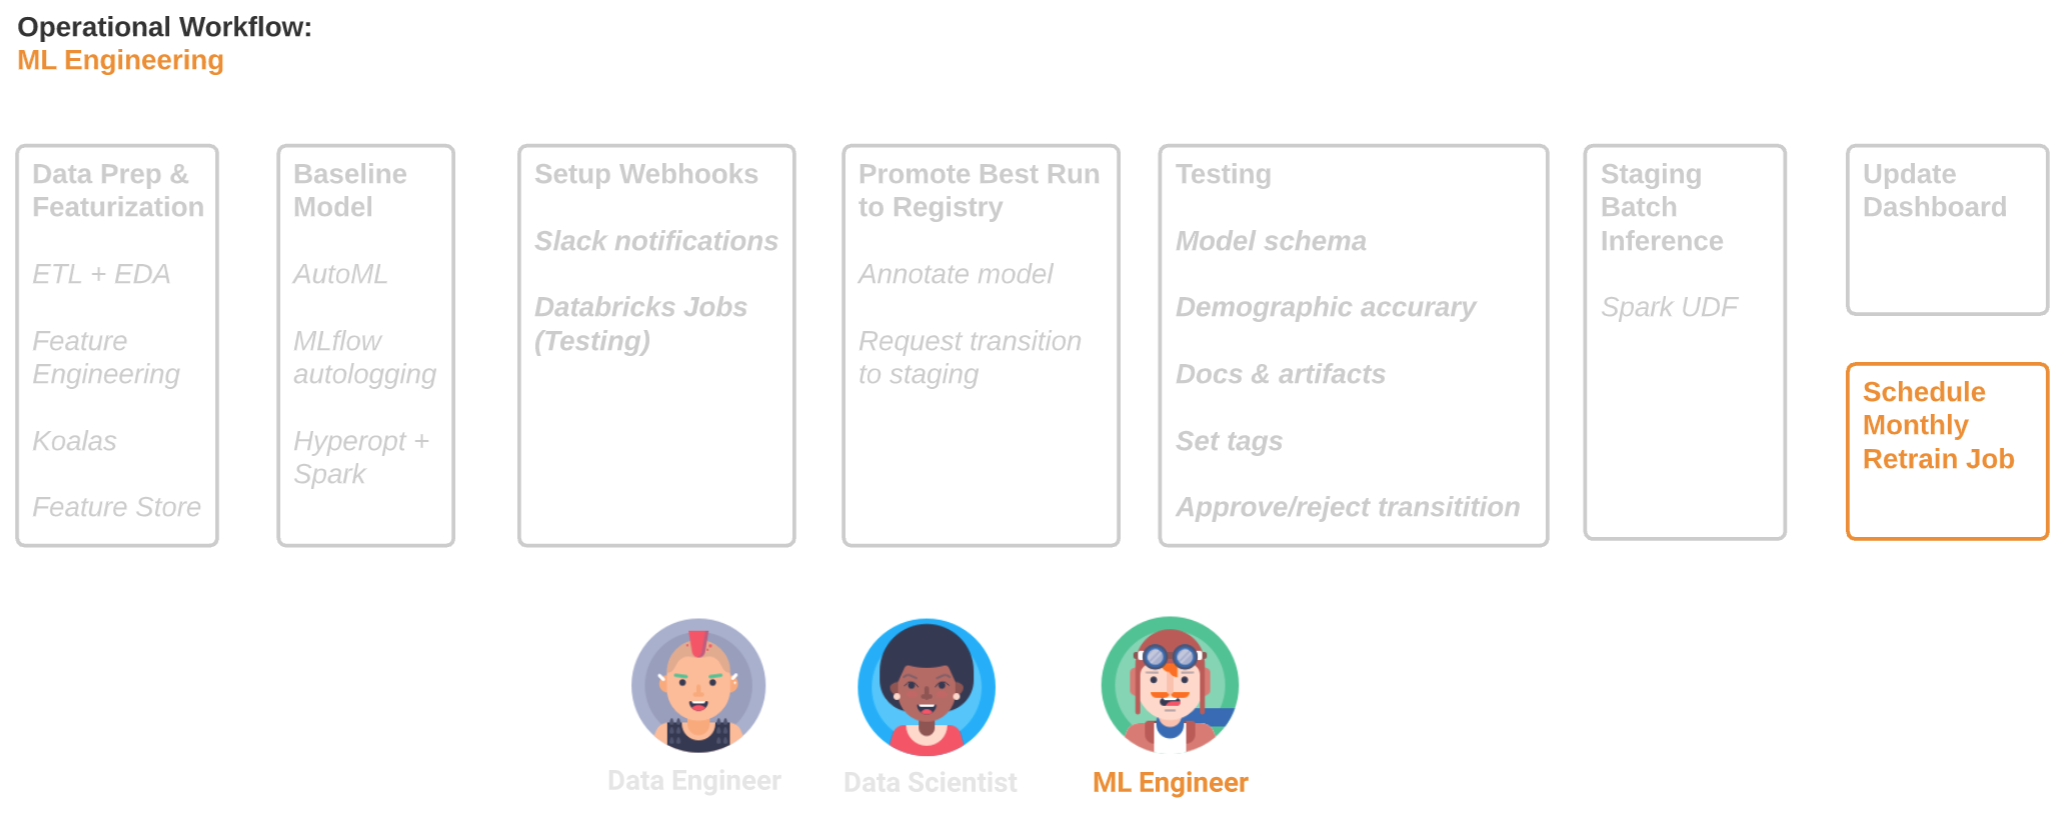 Operational Workflow:
ML Engineering
Data Prep &
Featurization
ETL + EDA
Feature
Engineering
Koalas
Feature Store
Baseline
Model
AutoML
MLflow
autologging
Hyperopt +
Spark
Setup Webhooks
Slack notifications
Databricks Jobs
(Testing)
Promote Best Run
to Registry
Annotate model
Request transition
to staging
Testing
Model schema
Demographic accurary
Docs & artifacts
Set tags
Approve/reject transitition
Staging
Batch
Inference
Spark UDF
Update
Dashboard
Schedule
Monthly
Retrain Job
Data Engineer
Data Scientist
ML Engineer